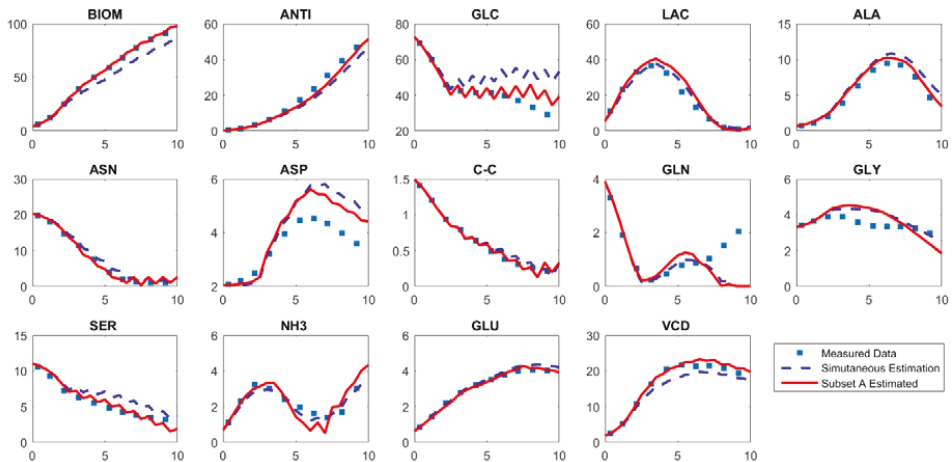 BIOM ANTI GLC LAC ALA
100 60 80 60 15
50 40 60 40 10
20 40 20 5
0 0 20 0 0
0 5 10 0 5 10 0 5 10 0 5 10 0 5 10
ASN ASP C-C GLN GLY
30 6 1.5 4 6
20 4 1 2 4
10 0.5 2
0 2 0 0 0
0 5 10 0 5 10 0 5 10 0 5 10 0 5 10
SER NH3 GLU VCD
15 6 6 30
10 4 4 20
5 2 2 10
0 0 0 0
0 5 10 0 5 10 0 5 10 0 5 10
Measured Data
Simutaneous Estimation
Subset A Estimated